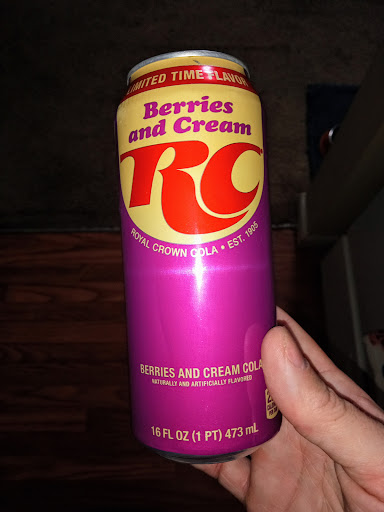 LIMITED TIME FLAVOR
Berries
and Cream
RC
ROYAL CROWN COLA • EST. 1905
BERRIES AND CREAM COLA
NATURALLY AND ARTIFICIALLY FLAVORED
16 FL OZ (1 PT) 473 mL